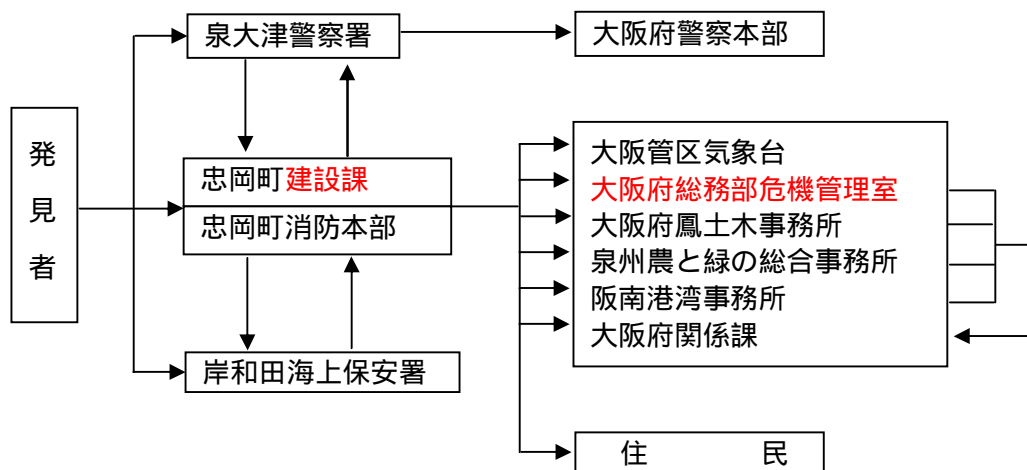 泉大津警察署
大阪府警察本部
発見者
忠岡町建設課
忠岡町消防本部
大阪管区気象台
大阪府総務部危機管理室
大阪府鳳土木事務所
泉州農と緑の総合事務所
阪南港湾事務所
大阪府関係課
岸和田海上保安署
住　　民